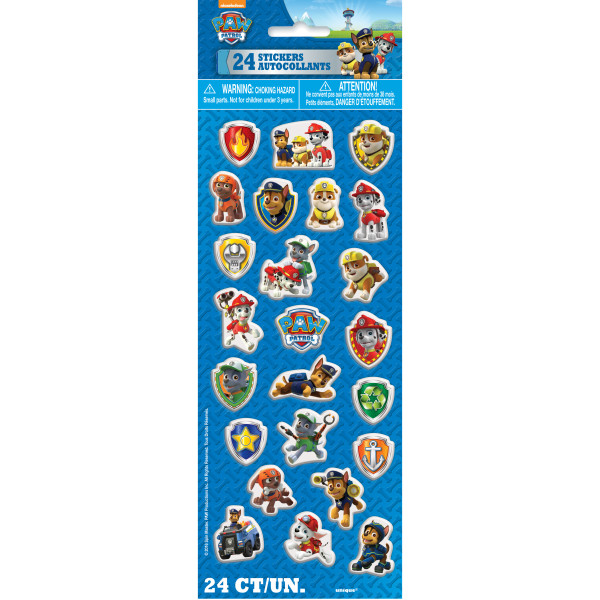 nickelodeon
PAW
PATROL
24 STICKERS
AUTOCOLLANTS
WARNING: CHOKING HAZARD
Small parts. Not for children under 3 years.
ATTENTION!
Ne convient pas aux enfants de moins de 36 mois.
Petits éléments. DANGER D'ÉTOUFFEMENT.
PAW
PATROL
24 CT/UN.
unique